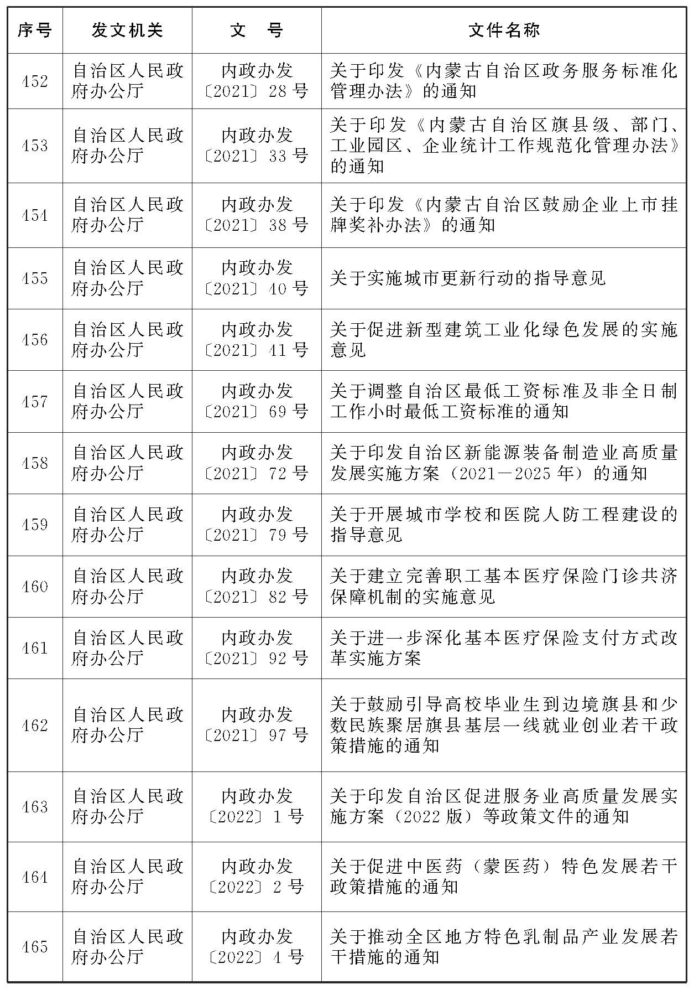 序号 发文机关 文 号 文件名称
452 自治区人民政府办公厅 内政办发〔2021〕28 号 关于印发《内蒙古自治区政务服务标准化
管理办法》的通知
453 自治区人民政府办公厅 内政办发〔2021〕33 号 关于印发《内蒙古自治区旗县级、部门、
工业园区、企业统计工作规范化管理办法》
的通知
454 自治区人民政府办公厅 内政办发〔2021〕38 号 关于印发《内蒙古自治区鼓励企业上市挂
牌奖补办法》的通知
455 自治区人民政府办公厅 内政办发〔2021〕40 号 关于实施城市更新行动的指导意见
456 自治区人民政府办公厅 内政办发〔2021〕41 号 关于促进新型建筑工业化绿色发展的实施
意见
457 自治区人民政府办公厅 内政办发〔2021〕69 号 关于调整自治区最低工资标准及非全日制
工作小时最低工资标准的通知
458 自治区人民政府办公厅 内政办发〔2021〕72 号 关于印发自治区新能源装备制造业高质量
发展实施方案（2021－2025 年）的通知
459 自治区人民政府办公厅 内政办发〔2021〕79 号 关于开展城市学校和医院人防工程建设的
指导意见
460 自治区人民政府办公厅 内政办发〔2021〕82 号 关于建立完善职工基本医疗保险门诊共济
保障机制的实施意见
461 自治区人民政府办公厅 内政办发〔2021〕92 号 关于进一步深化基本医疗保险支付方式改
革实施方案
462 自治区人民政府办公厅 内政办发〔2021〕97 号 关于鼓励引导高校毕业生到边境旗县和少
数民族聚居旗县基层一线就业创业若干政
策措施的通知
463 自治区人民政府办公厅 内政办发〔2022〕1 号 关于印发自治区促进服务业高质量发展实
施方案（2022 版）等政策文件的通知
464 自治区人民政府办公厅 内政办发〔2022〕2 号 关于促进中医药（蒙医药）特色发展若干
政策措施的通知
465 自治区人民政府办公厅 内政办发〔2022〕4 号 关于推动全区地方特色乳制品产业发展若
干措施的通知